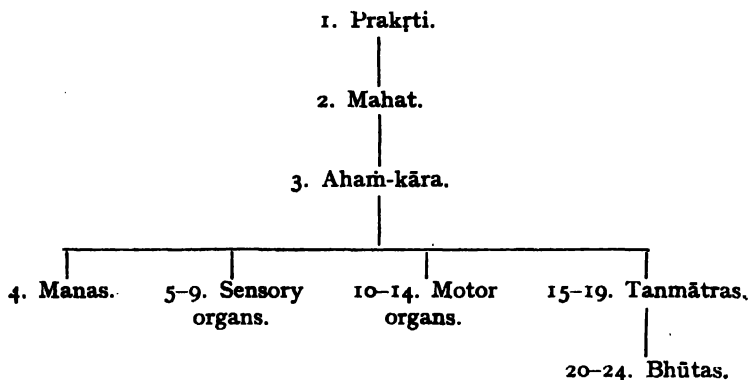 1. Prakṛti.
2. Mahat.
3. Ahaṁ-kāra.
4. Manas.
5–9. Sensory
organs.
10–14. Motor
organs.
15–19. Tanmātras.
20–24. Bhūtas.